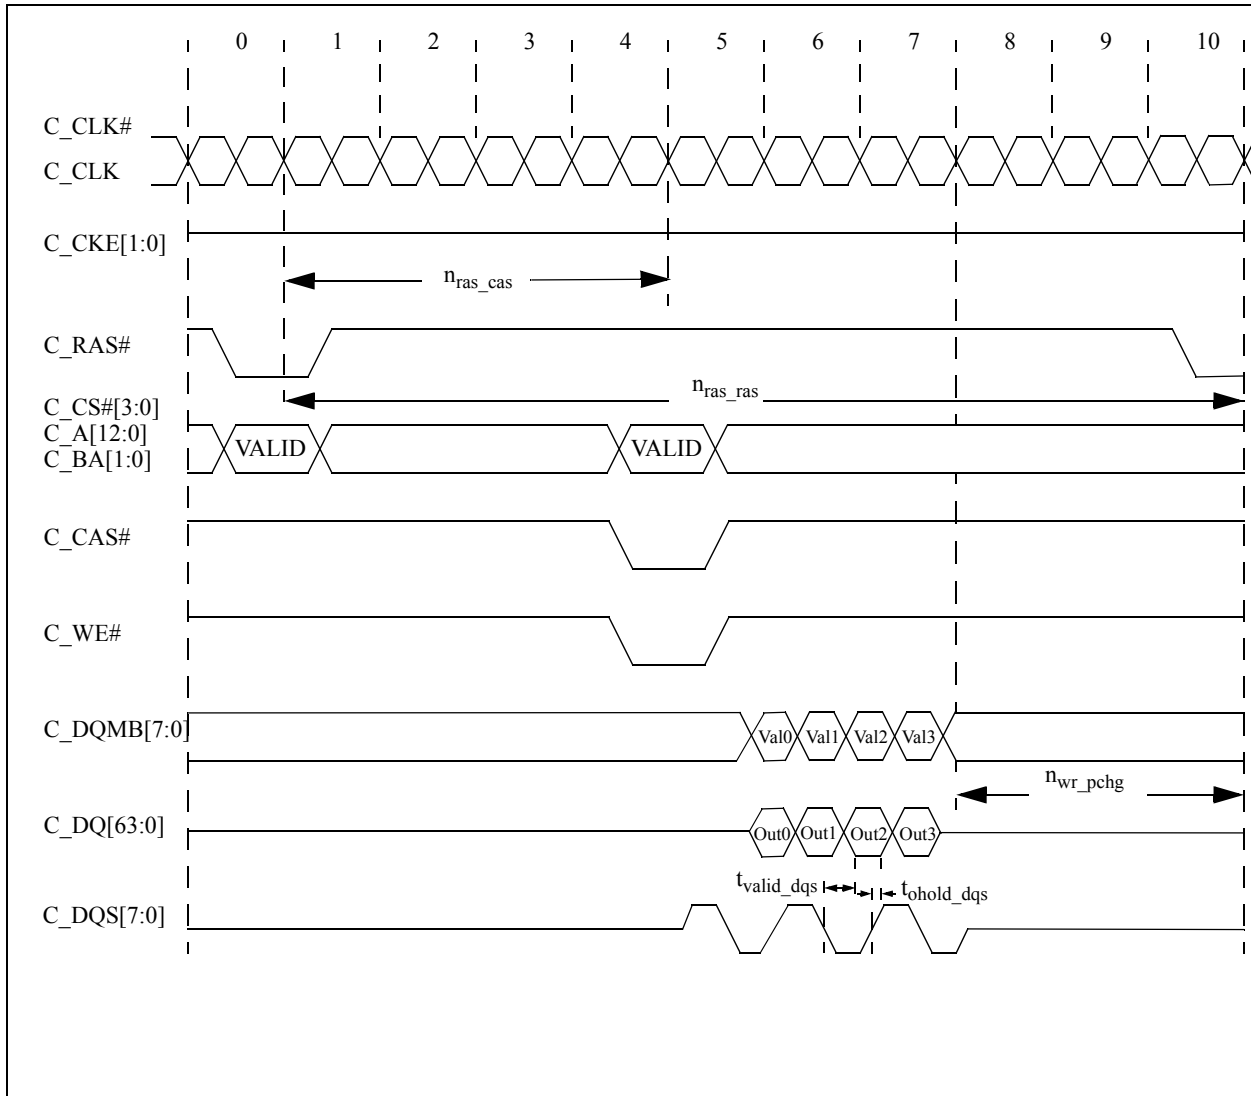 0 1 2 3 4 5 6 7 8 9 10
C_CLK#
C_CLK
C_CKE[1:0]
n_ras_cas
C_RAS#
n_ras_ras
C_CS#[3:0]
C_A[12:0]
C_BA[1:0]
VALID VALID
C_CAS#
C_WE#
C_DQMB[7:0]
Val0 Val1 Val2 Val3
n_wr_pchg
C_DQ[63:0]
Out0 Out1 Out2 Out3
t_valid_dqs t_ohold_dqs
C_DQS[7:0]